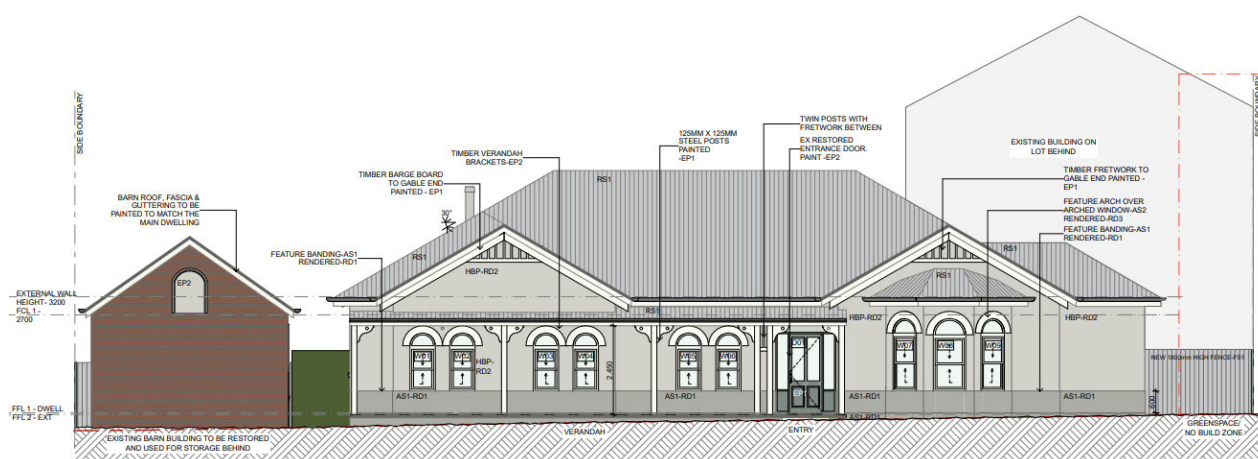 SIDE BOUNDARY
BARN ROOF, FASCIA &
GUTTERING TO BE
PAINTED TO MATCH THE
MAIN DWELLING
TIMBER VERANDAH
BRACKETS-EP2
TIMBER BARGE BOARD
TO GABLE END
PAINTED - EP1
125MM X 125MM
STEEL POSTS
PAINTED
-EP1
TWIN POSTS WITH
FRETWORK BETWEEN
EX RESTORED
ENTRANCE DOOR.
PAINT -EP2
EXISTING BUILDING ON
LOT BEHIND
SIDE BOUNDARY
TIMBER FRETWORK TO
GABLE END PAINTED -
EP1
FEATURE ARCH OVER
ARCHED WINDOW-AS2
RENDERED-RD3
FEATURE BANDING-AS1
RENDERED-RD1
FEATURE BANDING-AS1
RENDERED-RD1
30°
RS1
RS1
RS1
RS1
RS1
EP2
HBP-RD2
EXTERNAL WALL
HEIGHT- 3200
FCL 1 -
2700
HBP-RD2
HBP-RD2
W01
W02
HBP-
RD2
W03
W04
2,450
W05
W06
D01
W07
W08
W09
NEW 1800mm HIGH FENCE-FS1
AS1-RD1
AS1-RD1
AS1-RD1
AS1-RD1
AS1-RD1
600
FFL 1 - DWELL
FFL 2 - EXT
EXISTING BARN BUILDING TO BE RESTORED
AND USED FOR STORAGE BEHIND
VERANDAH
ENTRY
GREENSPACE/
NO BUILD ZONE